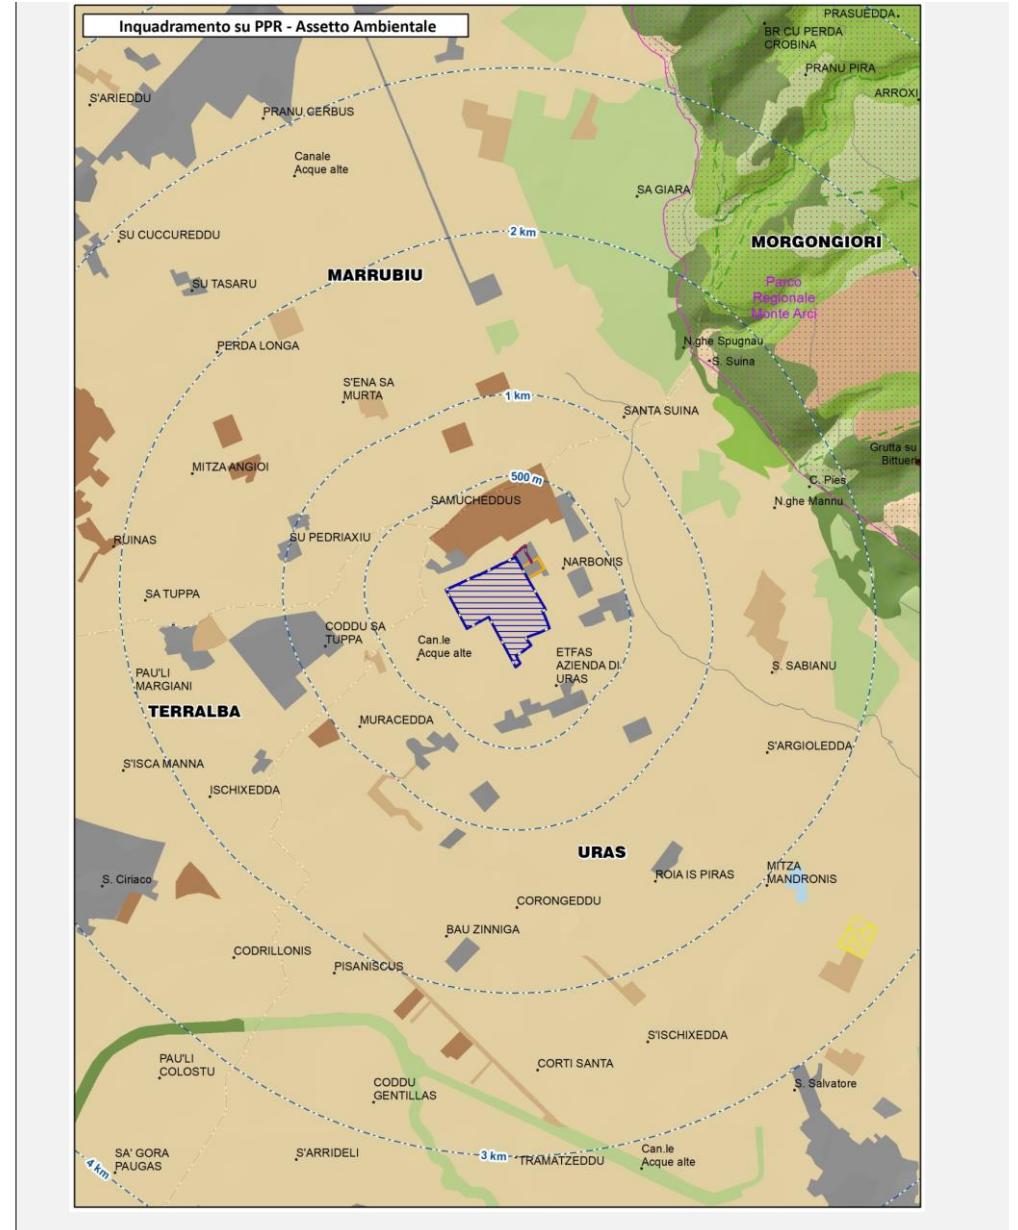 Inquadramento su PPR - Assetto Ambientale
PRASUEDDA
BR CU PERDA
CROBINA
PRANU PIRA
ARROXI
S'ARIEDDU
PRANU CERBUS
Canale
Acque alte
SA GIARA
SU CUCCUREDDU
2 km
MORGONGIORI
MARRUBIU
SU TASARU
Parco
Regionale
Monte Arci
PERDA LONGA
N.ghe Spugnau
S. Suina
S'ENA SA
MURTA
1 km
SANTA SUINA
Grutta su
Bittueri
MITZA ANGIOI
500 m
C. Pies
SAMUCHEDDUS
N.ghe Mannu
RUINAS
SU PEDRIAXIU
NARBONIS
SA TUPPA
CODDU SA
TUPPA
Can.le
Acque alte
ETFAS
AZIENDA DI
URAS
S. SABIANU
PAU'LI
MARGIANI
TERRALBA
MURACEDDA
S'ARGIOLEDDA
S'ISCA MANNA
ISCHIXEDDA
URAS
S. Ciriaco
ROIA IS PIRAS
MITZA
MANDRONIS
CORONGEDDU
BAU ZINNIGA
CODRILLONIS
PISANISCUS
S'ISCHIXEDDA
PAU'LI
COLOSTU
CORTI SANTA
CODDU
GENTILLAS
S. Salvatore
SA' GORA
PAUGAS
4 km
S'ARRIDELI
3 km
TRAMATZEDDU
Can.le
Acque alte